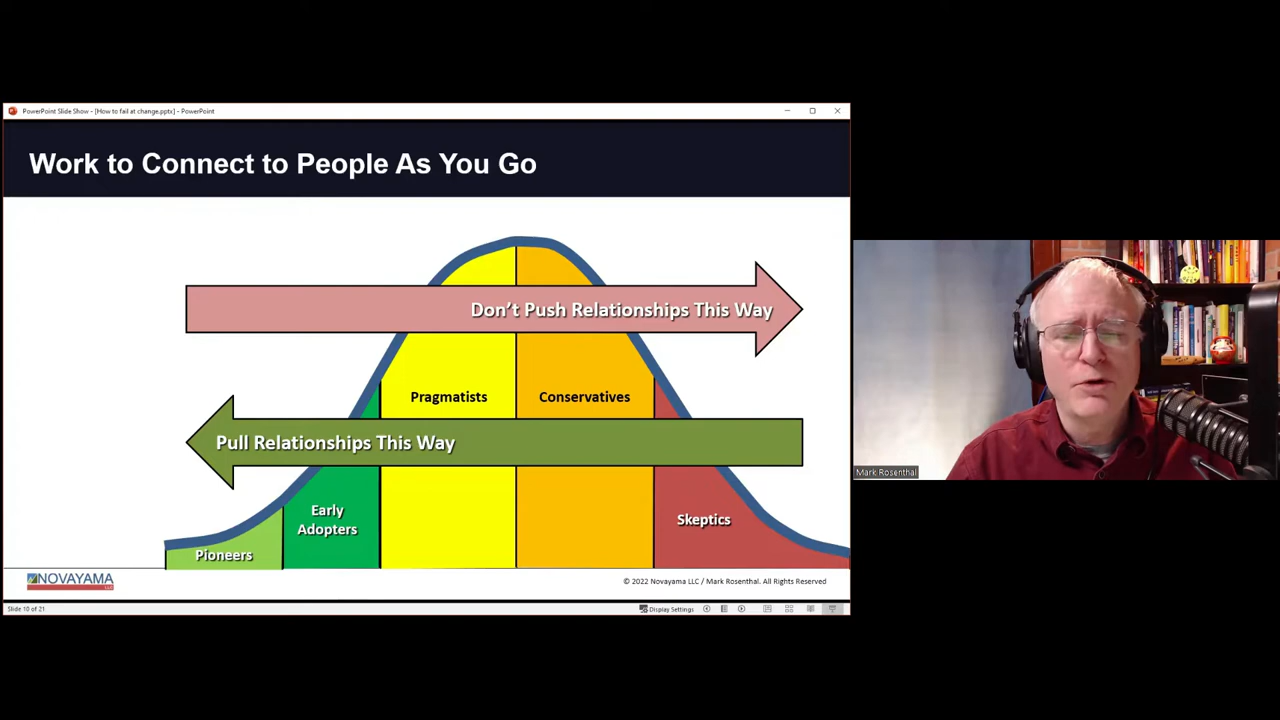 PowerPoint Slide Show - [How to fail at change.pptx] - PowerPoint
Work to Connect to People As You Go
Don't Push Relationships This Way
Pragmatists
Conservatives
Pull Relationships This Way
Early
Adopters
Skeptics
Pioneers
NOVAYAMA
LLC
© 2022 Novayama LLC / Mark Rosenthal. All Rights Reserved
Slide 10 of 21
Display Settings
Mark Rosenthal